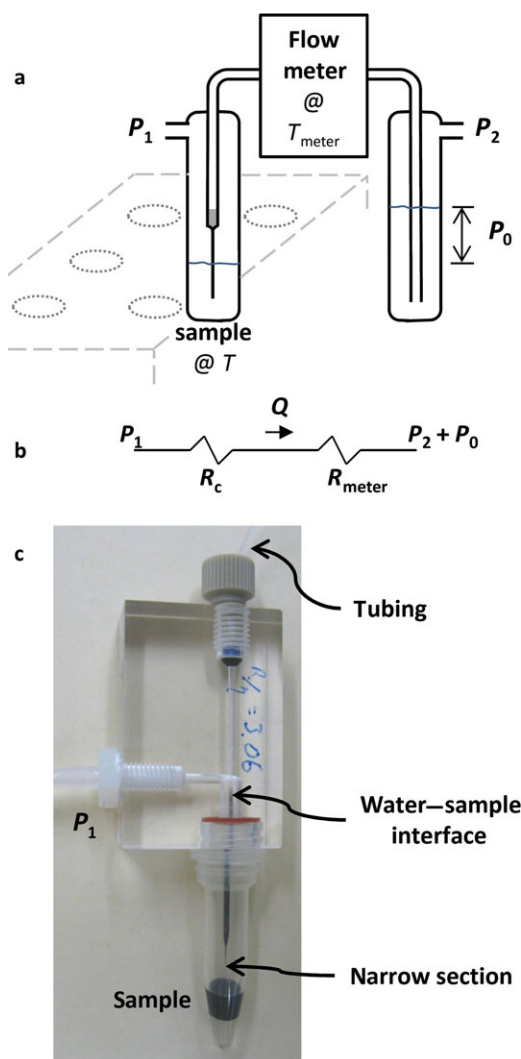 a
Flow
meter
@
Tmeter
P1
P2
P0
sample
@ T
b
P1
Q
P2 + P0
Rc
Rmeter
c
Tubing
R/η = 3.06
P1
Water—sample
interface
Narrow section
Sample